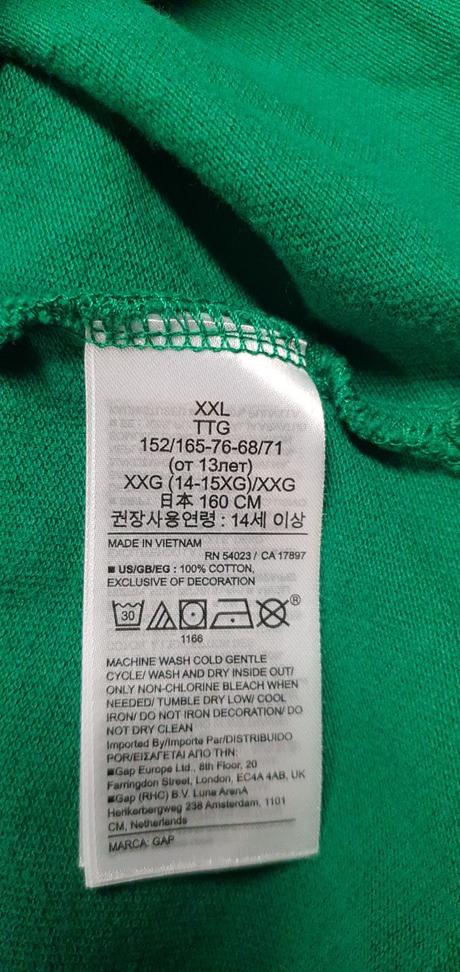 XXL
TTG
152/165-76-68/71
(от 13лет)
XXG (14-15XG)/XXG
日本 160 CM
권장사용연령 : 14세 이상
MADE IN VIETNAM
RN 54023 / CA 17897
■ US/GB/EG : 100% COTTON,
EXCLUSIVE OF DECORATION
30
®
1166
MACHINE WASH COLD GENTLE
CYCLE/ WASH AND DRY INSIDE OUT/
ONLY NON-CHLORINE BLEACH WHEN
NEEDED/ TUMBLE DRY LOW/ COOL
IRON/ DO NOT IRON DECORATION/ DO
NOT DRY CLEAN
Imported By/Importe Par/DISTRIBUIDO
POR/ΕΙΣΑΓΕΤΑΙ ΑΠΟ ΤΗΝ:
■Gap Europe Ltd., 8th Floor, 20
Farringdon Street, London, EC4A 4AB, UK
■Gap (RHC) B.V. Luna ArenA
Herikerbergweg 238 Amsterdam, 1101
CM, Netherlands
MARCA: GAP